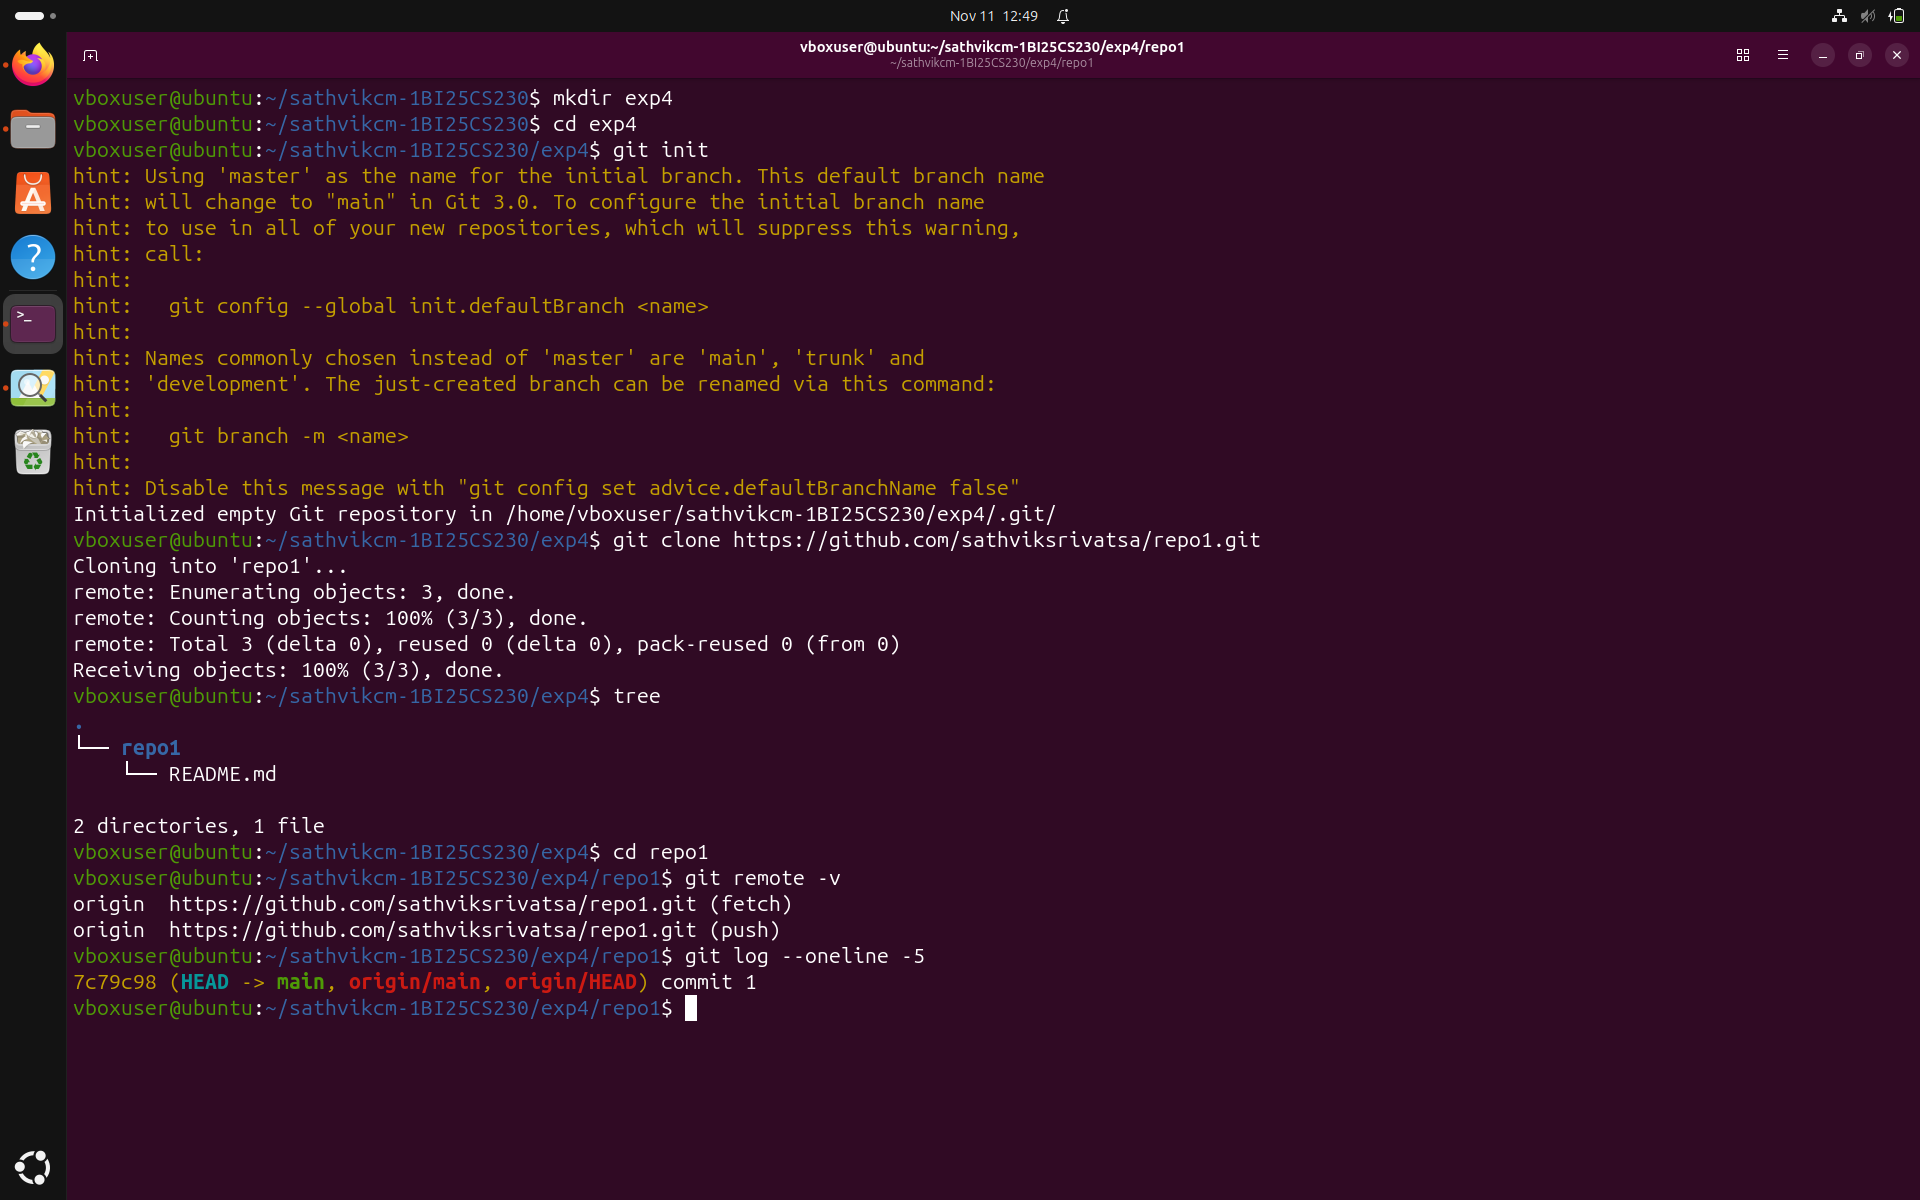 Nov 11 12:49
vboxuser@ubuntu:~/sathvikcm-1BI25CS230/exp4/repo1
~/sathvikcm-1BI25CS230/exp4/repo1
vboxuser@ubuntu:~/sathvikcm-1BI25CS230$ mkdir exp4
vboxuser@ubuntu:~/sathvikcm-1BI25CS230$ cd exp4
vboxuser@ubuntu:~/sathvikcm-1BI25CS230/exp4$ git init
hint: Using 'master' as the name for the initial branch. This default branch name
hint: will change to "main" in Git 3.0. To configure the initial branch name
hint: to use in all of your new repositories, which will suppress this warning,
hint: call:
hint:
hint:   git config --global init.defaultBranch <name>
hint:
hint: Names commonly chosen instead of 'master' are 'main', 'trunk' and
hint: 'development'. The just-created branch can be renamed via this command:
hint:
hint:   git branch -m <name>
hint:
hint: Disable this message with "git config set advice.defaultBranchName false"
Initialized empty Git repository in /home/vboxuser/sathvikcm-1BI25CS230/exp4/.git/
vboxuser@ubuntu:~/sathvikcm-1BI25CS230/exp4$ git clone https://github.com/sathviksrivatsa/repo1.git
Cloning into 'repo1'...
remote: Enumerating objects: 3, done.
remote: Counting objects: 100% (3/3), done.
remote: Total 3 (delta 0), reused 0 (delta 0), pack-reused 0 (from 0)
Receiving objects: 100% (3/3), done.
vboxuser@ubuntu:~/sathvikcm-1BI25CS230/exp4$ tree
.
└── repo1
    └── README.md
2 directories, 1 file
vboxuser@ubuntu:~/sathvikcm-1BI25CS230/exp4$ cd repo1
vboxuser@ubuntu:~/sathvikcm-1BI25CS230/exp4/repo1$ git remote -v
origin  https://github.com/sathviksrivatsa/repo1.git (fetch)
origin  https://github.com/sathviksrivatsa/repo1.git (push)
vboxuser@ubuntu:~/sathvikcm-1BI25CS230/exp4/repo1$ git log --oneline -5
7c79c98 (HEAD -> main, origin/main, origin/HEAD) commit 1
vboxuser@ubuntu:~/sathvikcm-1BI25CS230/exp4/repo1$